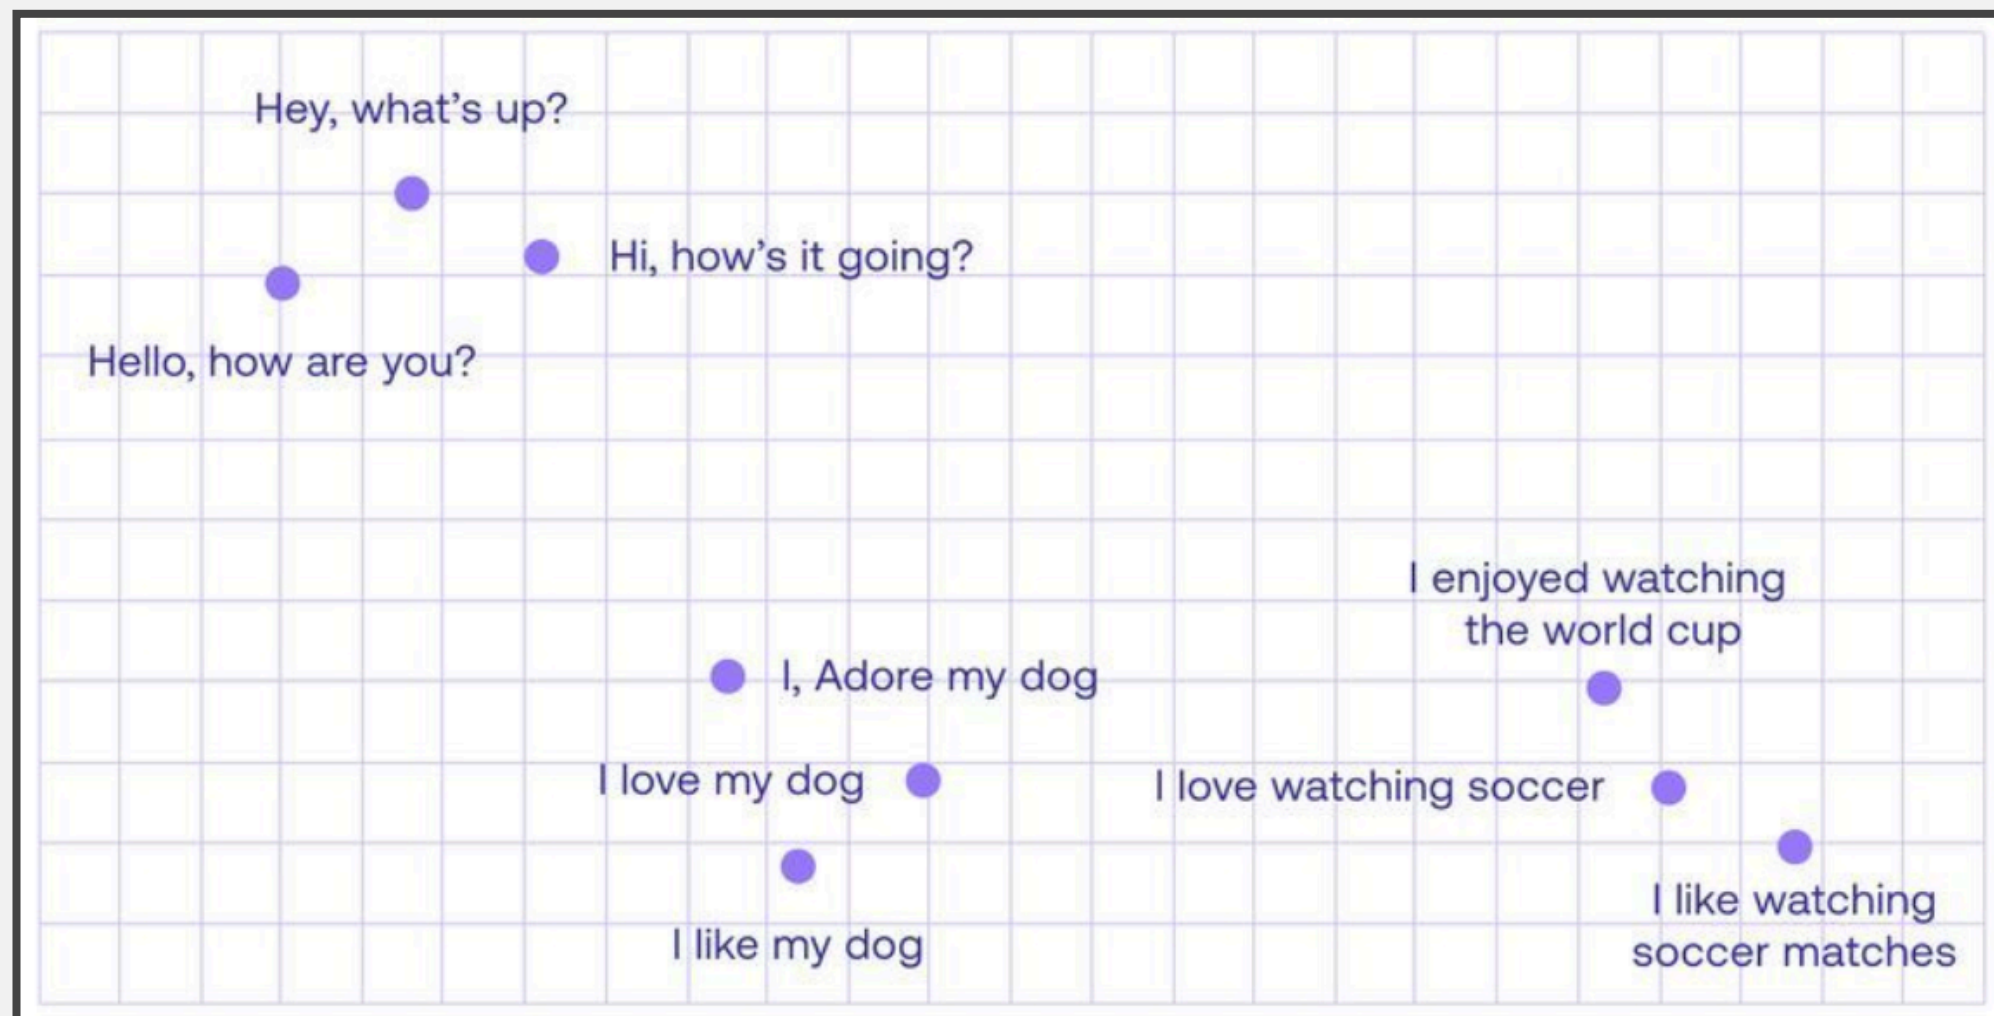 Hey, what's up?
Hi, how's it going?
Hello, how are you?
I enjoyed watching
the world cup
I, Adore my dog
I love my dog
I love watching soccer
I like my dog
I like watching
soccer matches